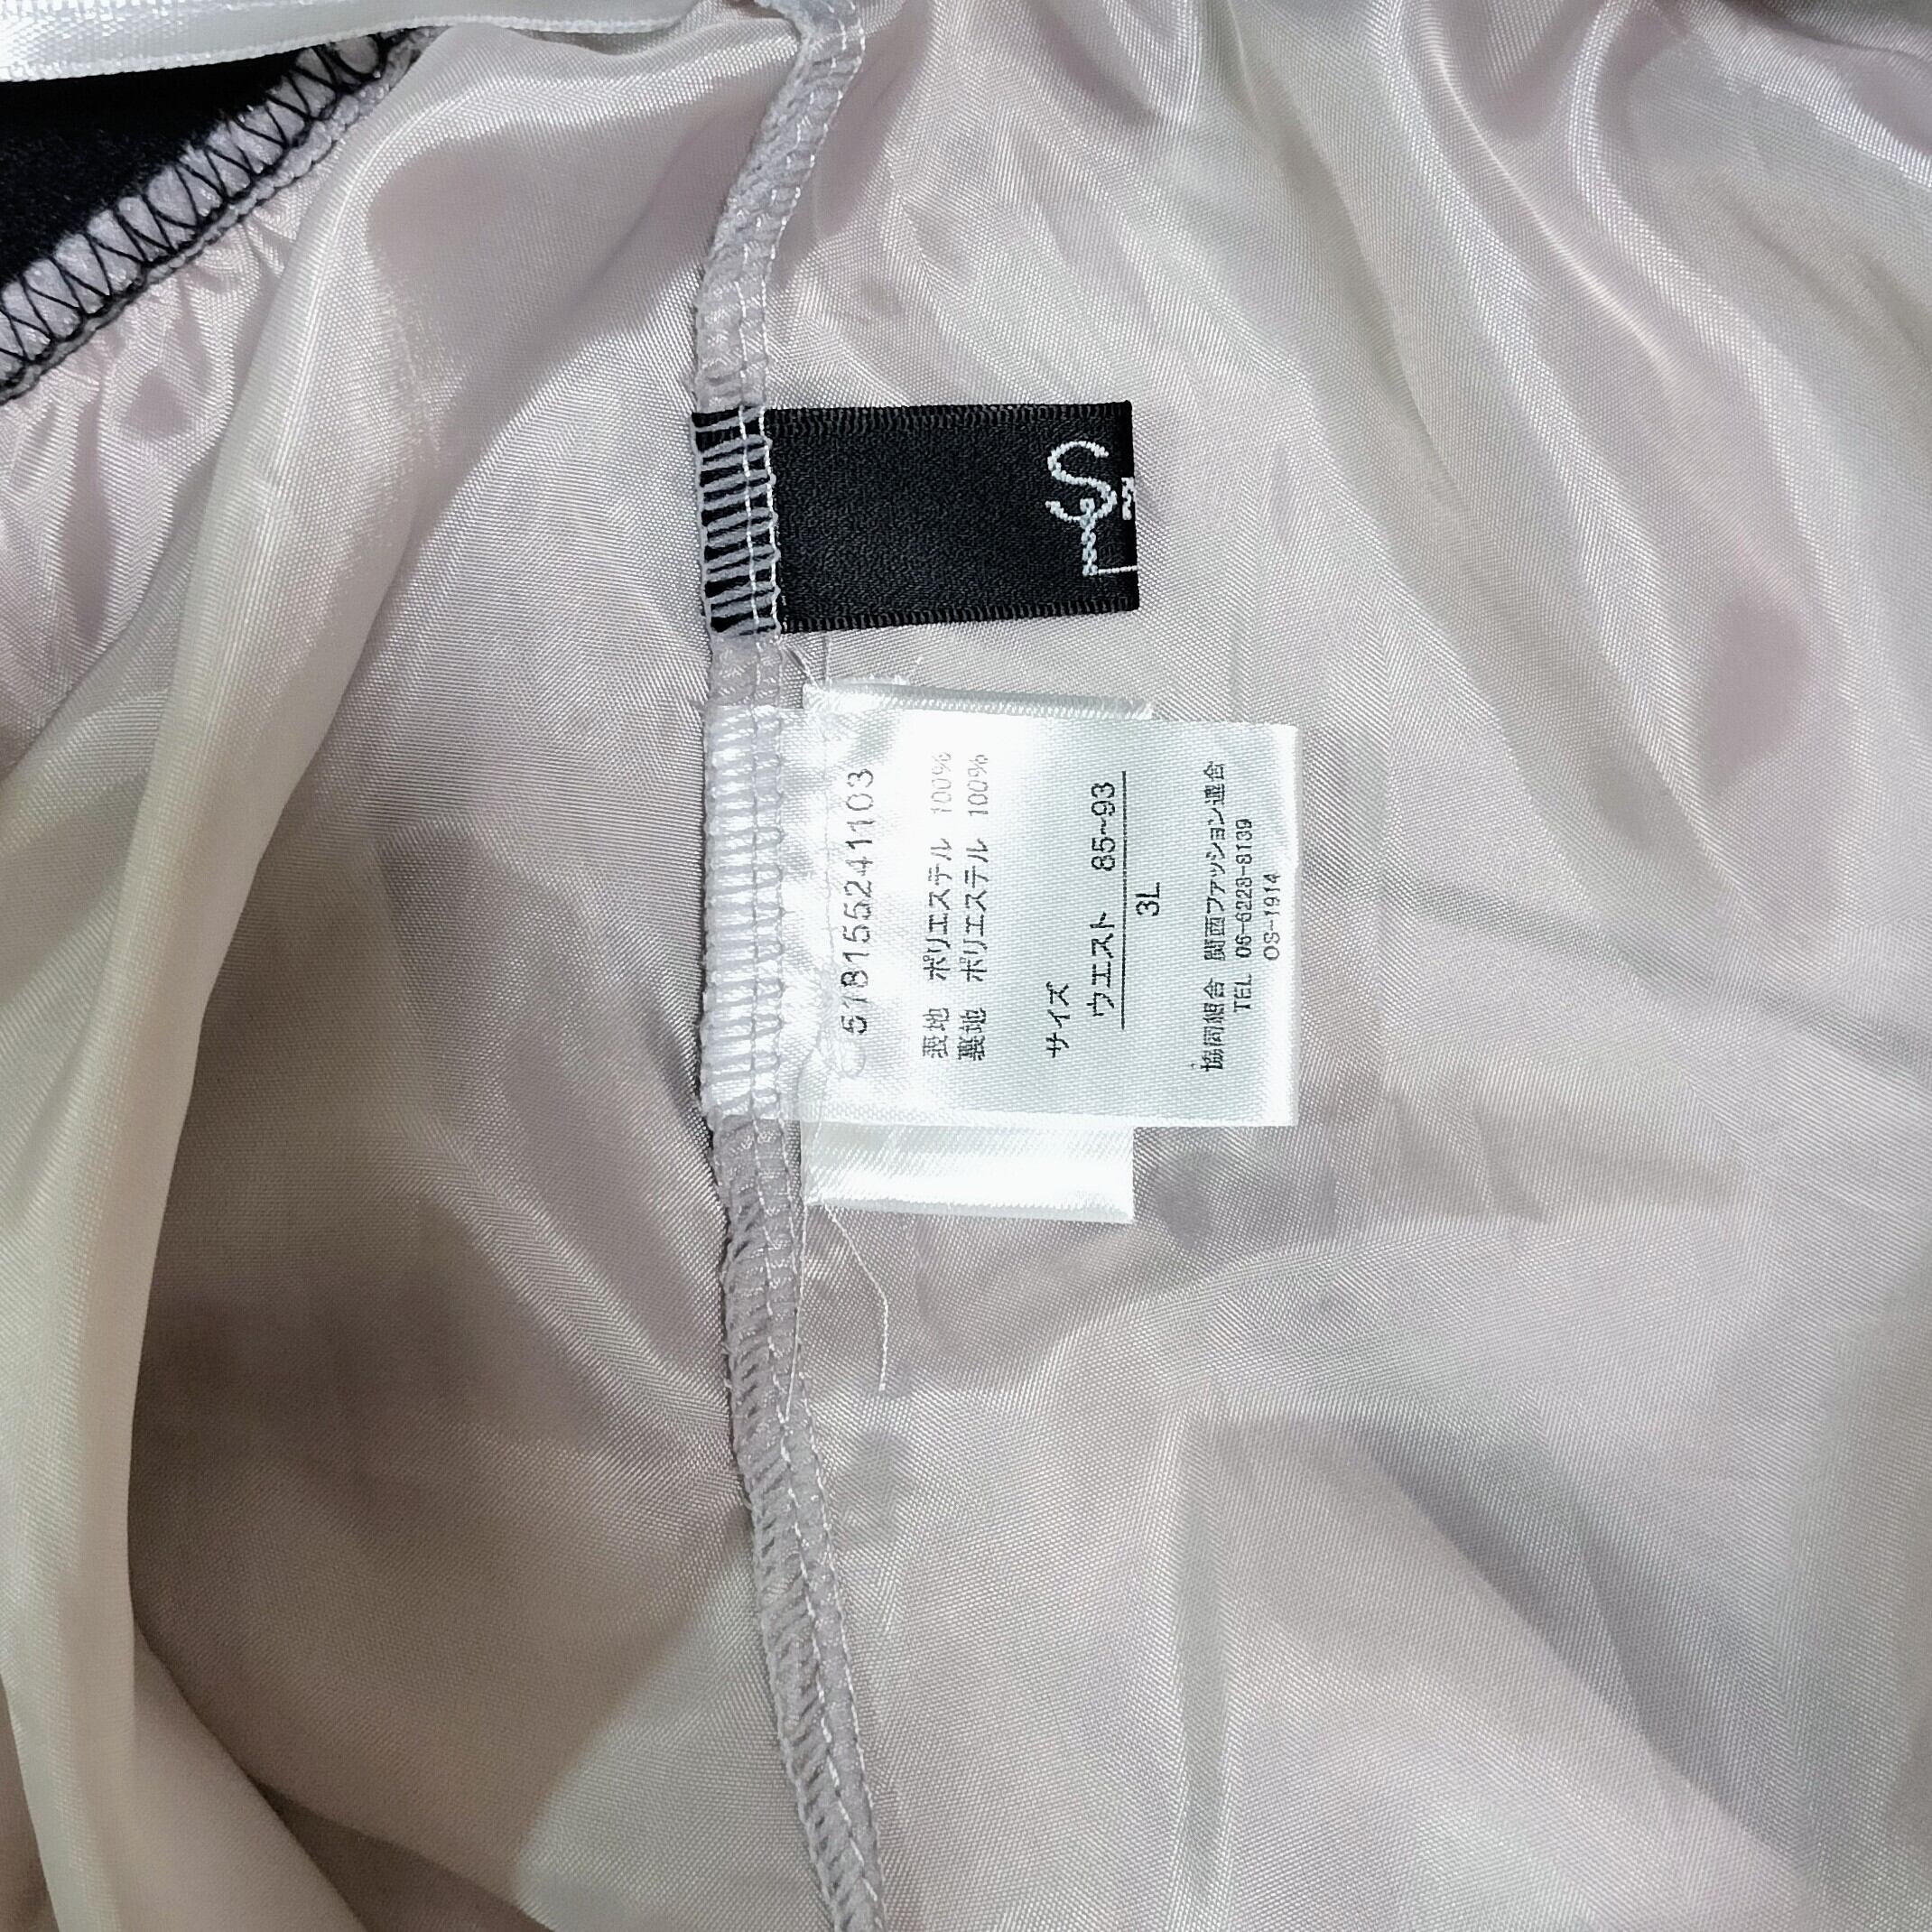 S
518155241103
表地 ポリエステル 100%
裏地 ポリエステル 100%
サイズ
ウエスト 85~93
3L
協同組合 関西ファッション連合
TEL 06-6228-8139
OS-1914